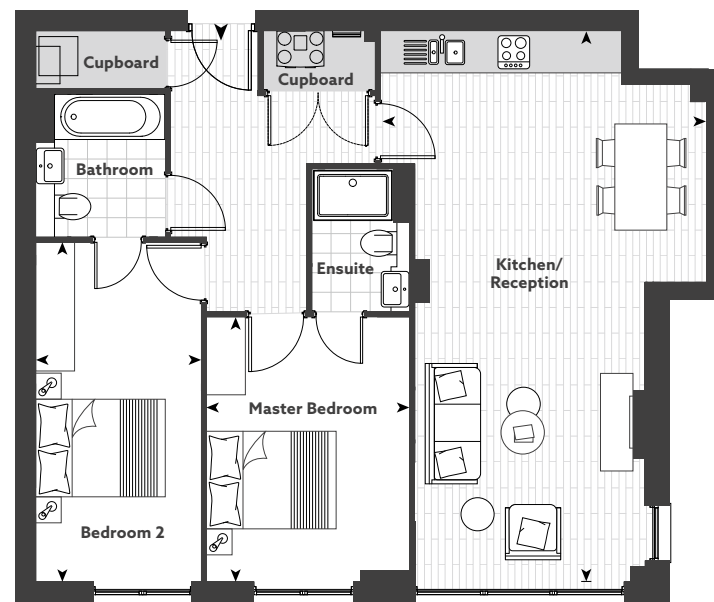 Cupboard
Cupboard
Bathroom
Ensuite
Kitchen/
Reception
Master Bedroom
Bedroom 2